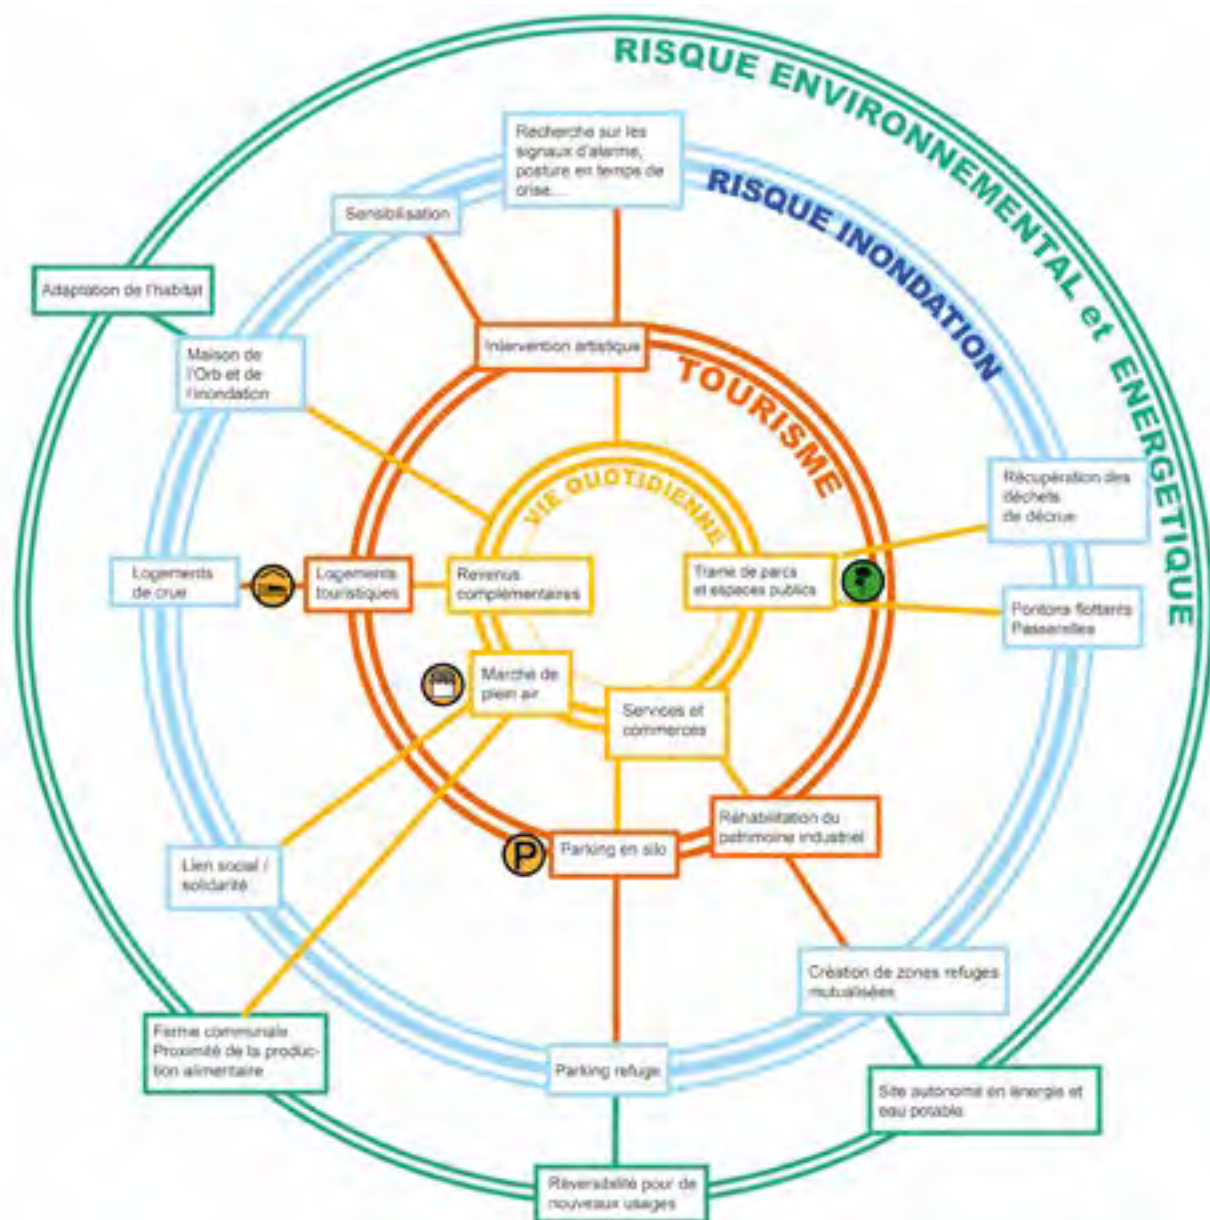 RISQUE ENVIRONNEMENTAL et ENERGETIQUE
RISQUE INONDATION
TOURISME
VIE QUOTIDIENNE
Recherche sur les
signaux d'alarme,
posture en temps de
crise...
Sensibilisation
Adaptation de l'habitat
Maison de
l'Orb et de
l'inondation
Intervention artistique
Récupération des
déchets
de décrue
Logements
de crue
Logements
touristiques
Revenus
complémentaires
Trame de parcs
et espaces publics
Pontons flottants
Passerelles
Marché de
plein air
Services et
commerces
Réhabilitation du
patrimoine industriel
P
Parking en silo
Lien social /
solidarité
Création de zones refuges
mutualisées
Ferme communale
Proximité de la produc-
tion alimentaire
Parking refuge
Site autonome en énergie et
eau potable
Réversibilité pour de
nouveaux usages